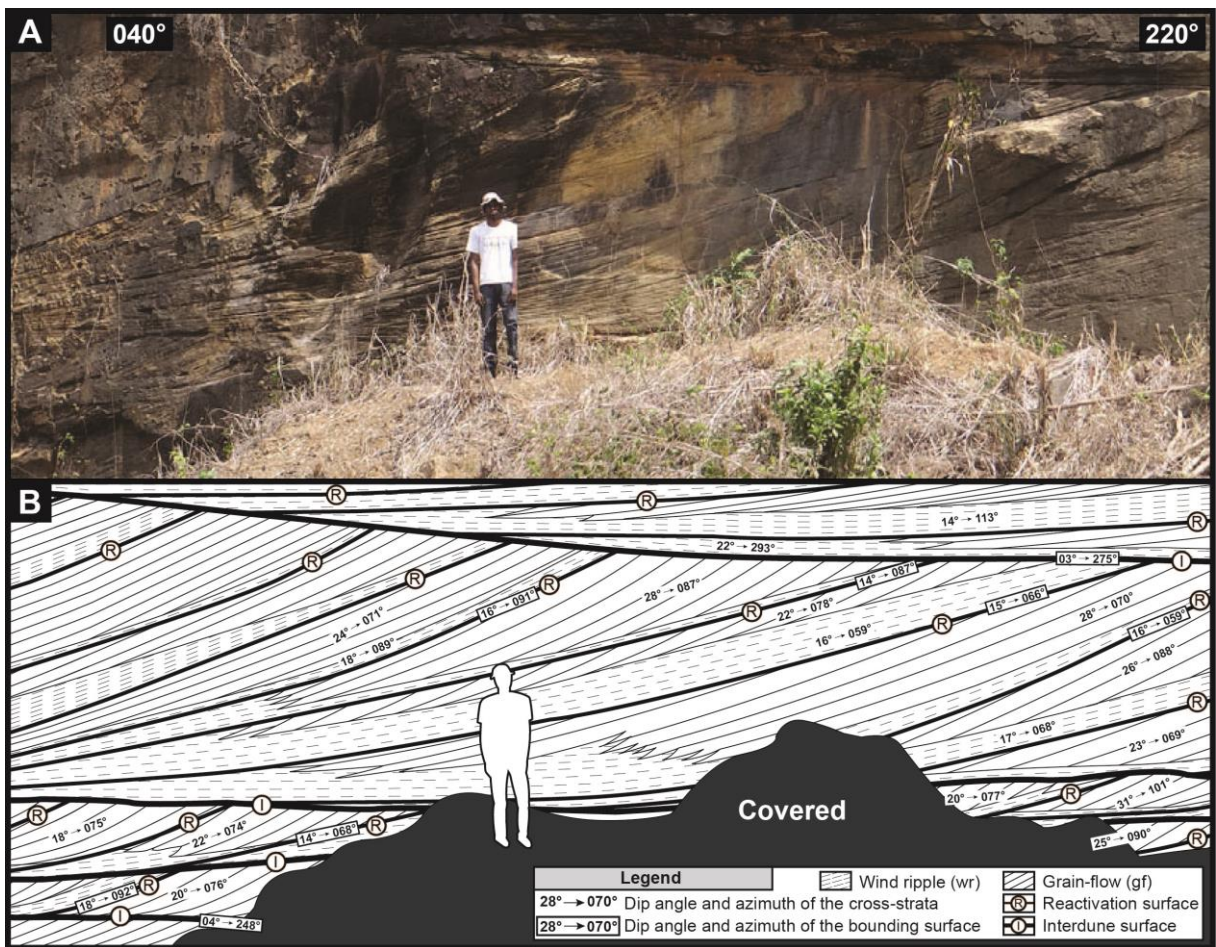 A
040°
220°
B
R
R
14°→113°
R
22°→293°
03°→275°
I
R
R
R
R
16°→091°
28°→087°
14°→087°
22°→078°
R
15°→066°
R
28°→070°
R
16°→059°
24°→071°
18°→089°
16°→059°
26°→088°
17°→068°
R
23°→069°
R
18°→075°
R
I
22°→074°
14°→068°
R
20°→077°
R
31°→101°
Covered
25°→090°
R
I
18°→092°
R
20°→076°
I
04°→248°
Legend
Wind ripple (wr)
Grain-flow (gf)
28°→070° Dip angle and azimuth of the cross-strata
R Reactivation surface
28°→070° Dip angle and azimuth of the bounding surface
I Interdune surface